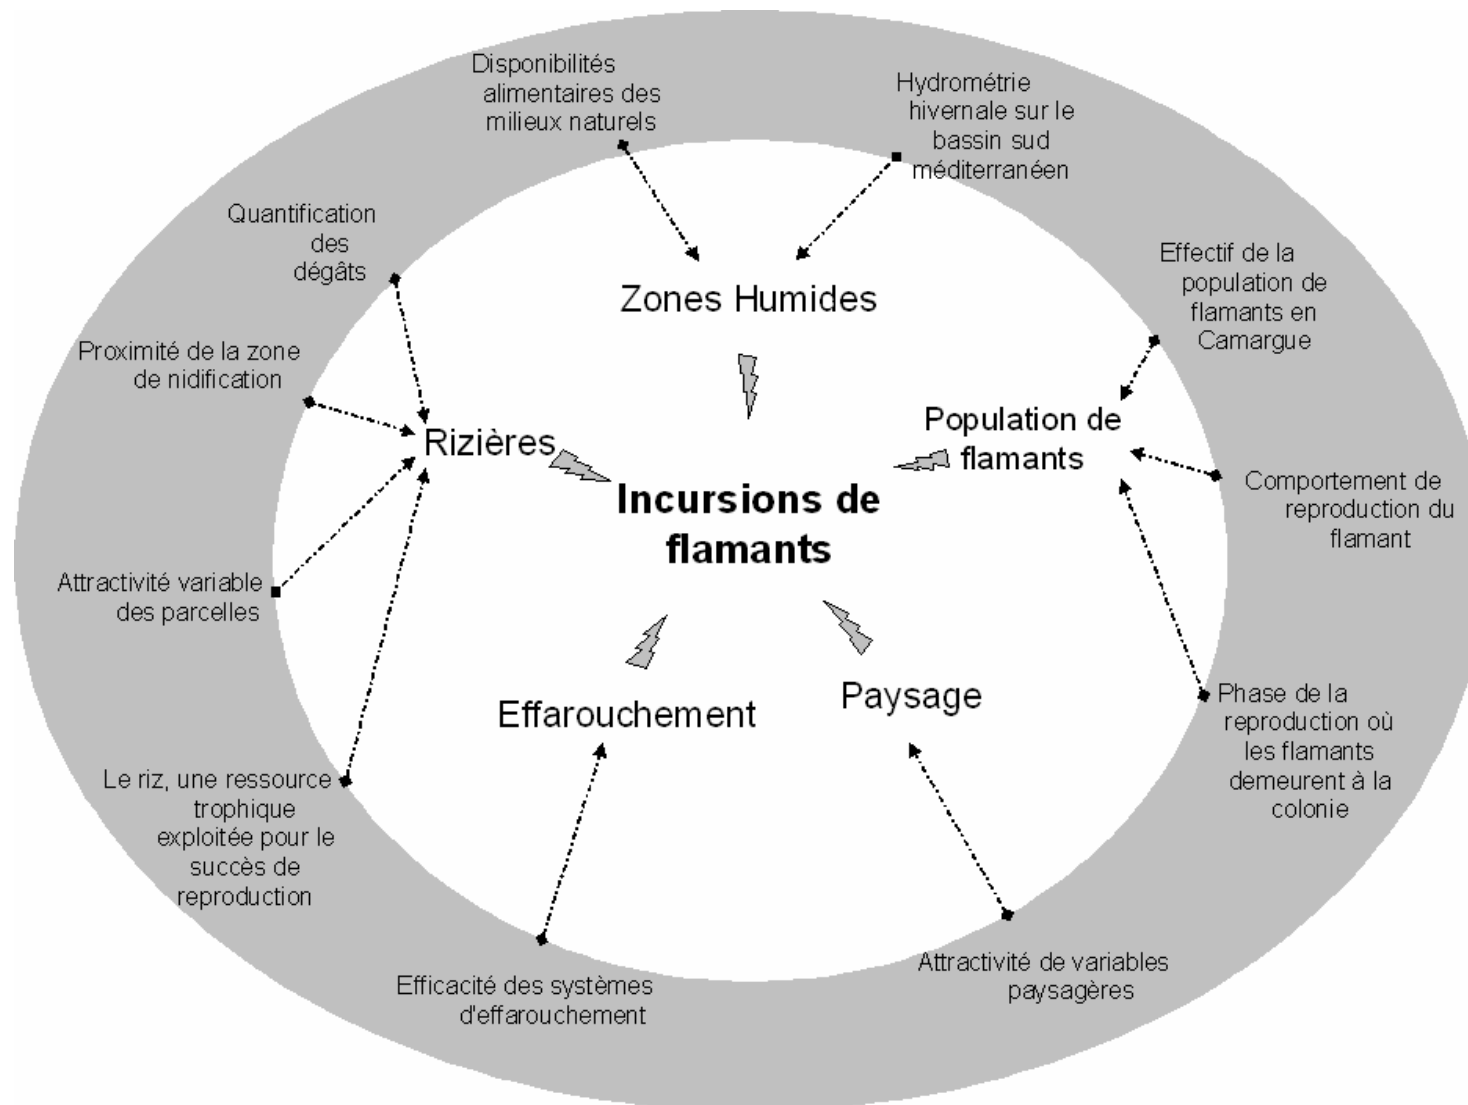 Disponibilités
alimentaires des
milieux naturels
Hydrométrie
hivernale sur le
bassin sud
méditerranéen
Quantification
des
dégâts
Effectif de la
population de
flamants en
Camargue
Zones Humides
Proximité de la zone
de nidification
Rizières
Population de
flamants
Comportement de
reproduction du
flamant
Incursions de
flamants
Attractivité variable
des parcelles
Effarouchement
Paysage
Phase de la
reproduction où
les flamants
demeurent à la
colonie
Le riz, une ressource
trophique
exploitée pour le
succès de
reproduction
Efficacité des systèmes
d'effarouchement
Attractivité de variables
paysagères